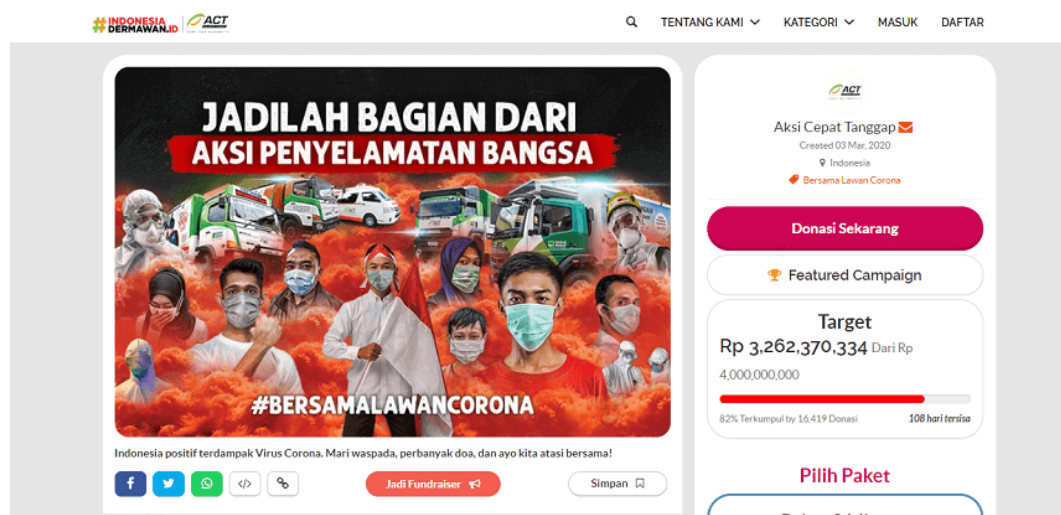 #INDONESIA
DERMAWAN.ID
ACT
TENTANG KAMI
KATEGORI
MASUK
DAFTAR
JADILAH BAGIAN DARI
AKSI PENYELAMATAN BANGSA
ACT
#BERSAMALAWANCORONA
Indonesia positif terdampak Virus Corona. Mari waspada, perbanyak doa, dan ayo kita atasi bersama!
Jadi Fundraiser
Simpan
ACT
Aksi Cepat Tanggap
Created 03 Mar, 2020
Indonesia
Bersama Lawan Corona
Donasi Sekarang
Featured Campaign
Target
Rp 3,262,370,334 Dari Rp
4,000,000,000
82% Terkumpul by 16,419 Donasi
108 hari tersisa
Pilih Paket